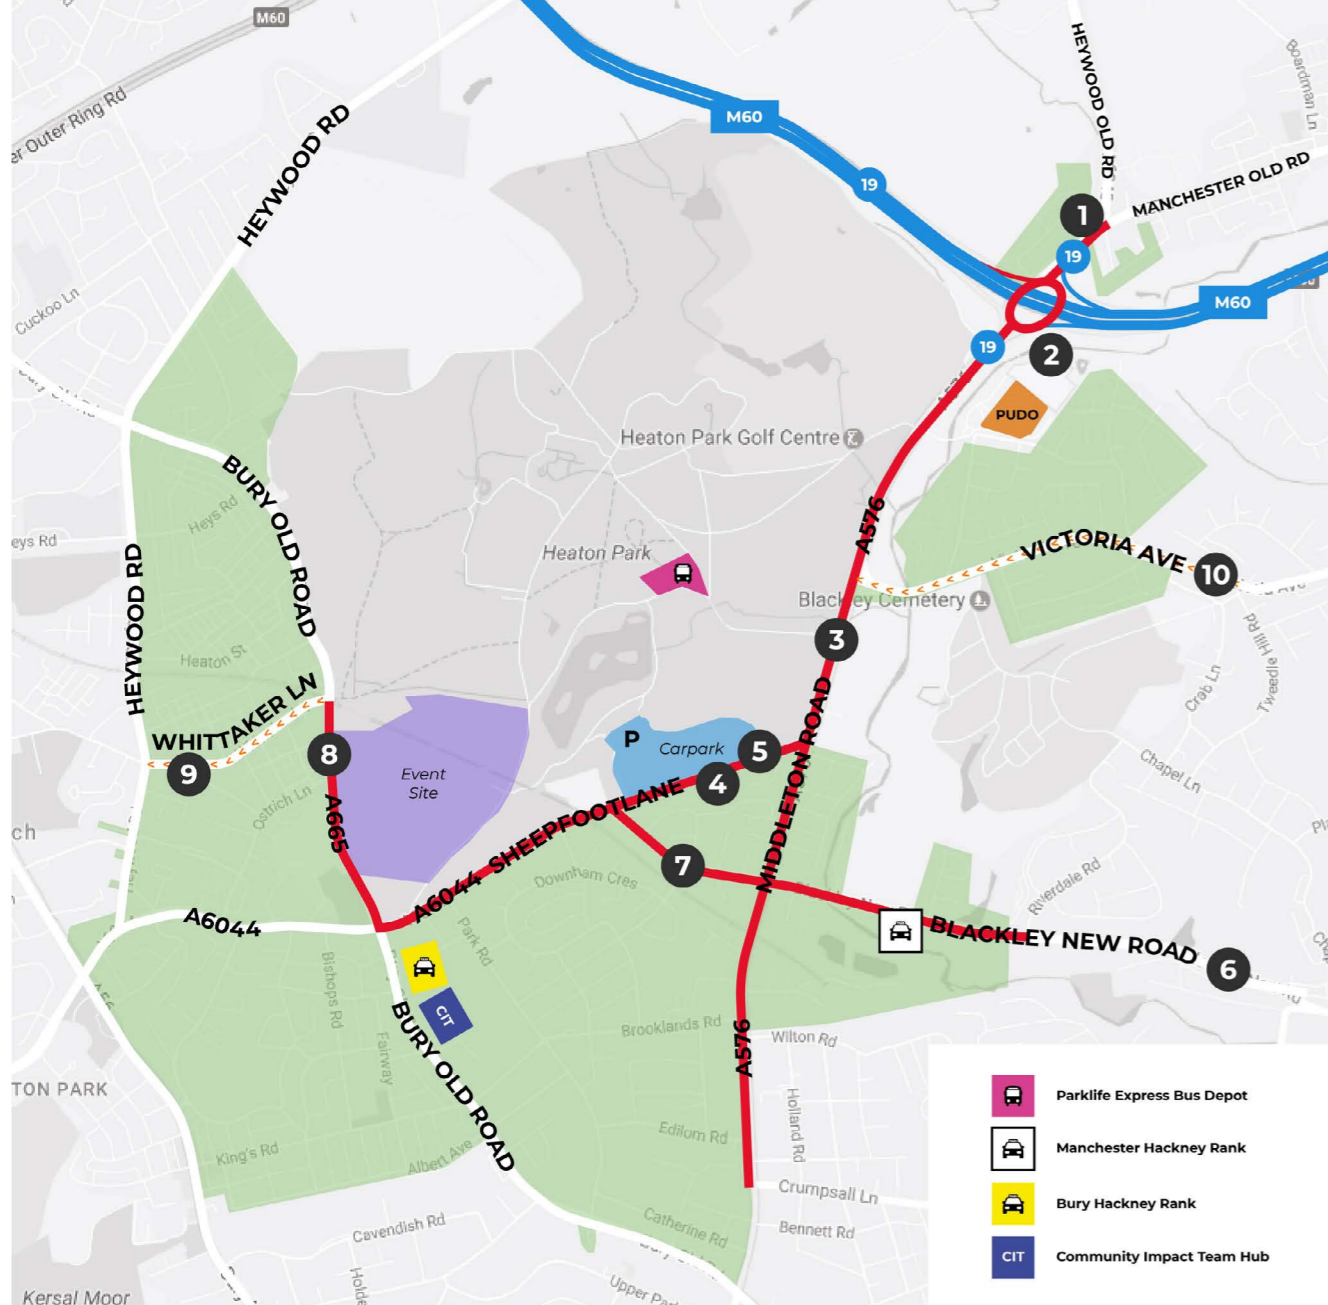 M60
HEYWOOD OLD RD
Boardman Ln
er Outer Ring Rd
HEYWOOD RD
M60
19
MANCHESTER OLD RD
1
19
M60
Cuckoo Ln
19
2
PUDO
Heaton Park Golf Centre
BURY OLD ROAD
Heys Rd
A576
eys Rd
Heaton Park
VICTORIA AVE
10
HEYWOOD RD
Blackley Cemetery
3
Heaton St
Tweedle Hill Rd
Crab Ln
WHITTAKER LN
9
8
P
Carpark
5
4
MIDDLETON ROAD
Event
Site
Chapel Ln
Ostrich Ln
A665
ch
A6044 SHEEPFOOTLANE
7
Downham Cres
Riverdale Rd
A6044
Park Rd
BLACKLEY NEW ROAD
6
Bishops Rd
CIT
BURY OLD ROAD
Fairway
Brooklands Rd
A576
Wilton Rd
TON PARK
Holland Rd
King's Rd
Albert Ave
Edilom Rd
Crumpsall Ln
Cavendish Rd
Catherine Rd
Bennett Rd
Kersal Moor
Parklife Express Bus Depot
Manchester Hackney Rank
Bury Hackney Rank
CIT
Community Impact Team Hub